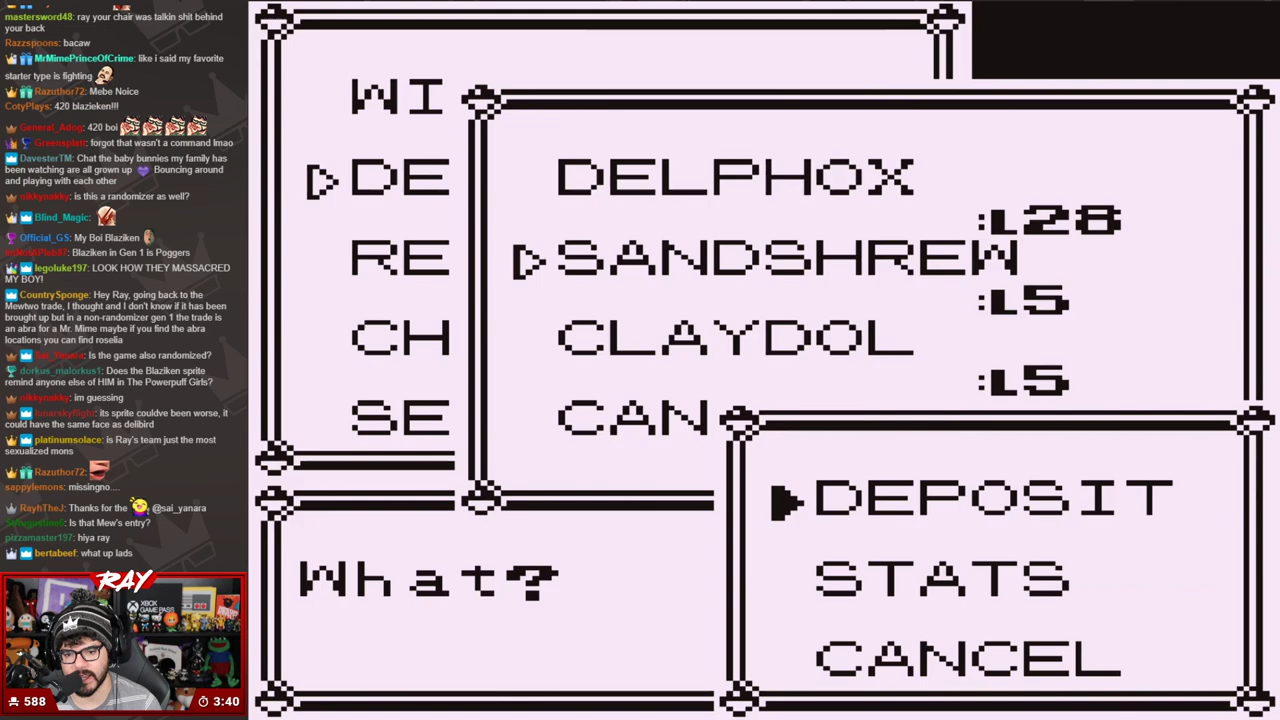 mastersword48: ray your chair was talkin shit behind
your back
Razzspoons: bacaw
MrMimePrinceOfCrime: like i said my favorite
starter type is fighting
Razuthor72: Mebe Noice
CotyPlays: 420 blazieken!!!
General_Adog: 420 boi
Greensplatt: forgot that wasn't a command lmao
DavesterTM: Chat the baby bunnies my family has
been watching are all grown up Bouncing around
and playing with each other
nikkynakky: is this a randomizer as well?
Blind_Magic:
Official_GS: My Boi Blaziken
Blaziken in Gen 1 is Poggers
legoluke197: LOOK HOW THEY MASSACRED
MY BOY!
CountrySponge: Hey Ray, going back to the
Mewtwo trade, I thought and I don't know if it has been
brought up but in a non-randomizer gen 1 the trade is
an abra for a Mr. Mime maybe if you find the abra
locations you can find roselia
Sai_Yanara: Is the game also randomized?
dorkus_malorkus1: Does the Blaziken sprite
remind anyone else of HIM in The Powerpuff Girls?
nikkynakky: im guessing
lunarskyflight: its sprite could've been worse, it
could have the same face as delibird
platinumsolace: is Ray's team just the most
sexualized mons
Razuthor72:
sappylemons: missingno....
RayhTheJ: Thanks for the @sai_yanara
Is that Mew's entry?
pizzamaster197: hiya ray
bertabeef: what up lads
RAY
XBOX
GAME PASS
588
3:40
WI
DE
RE
CH
SE
DELPHOX
:L28
SANDSHREW
:L5
CLAYDOL
:L5
CAN
DEPOSIT
STATS
CANCEL
What?